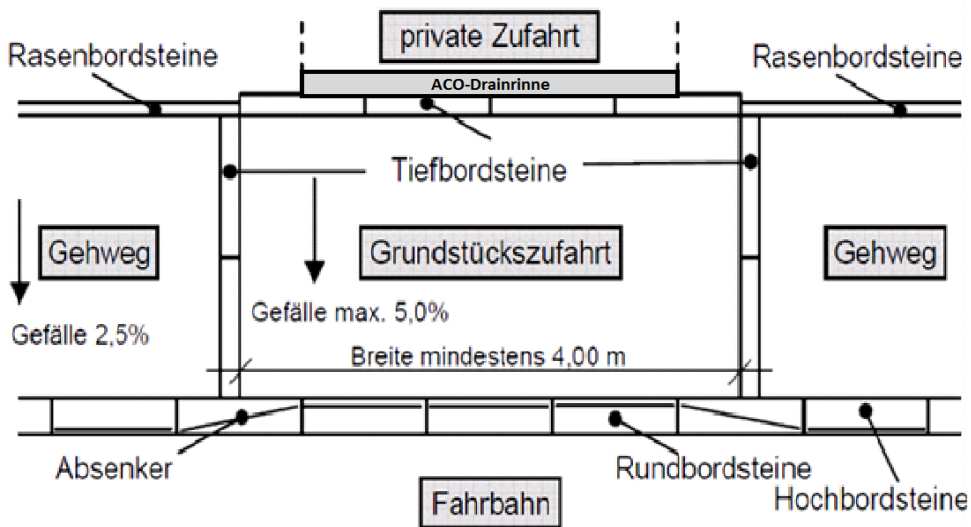 private Zufahrt
Rasenbordsteine
Rasenbordsteine
ACO-Drainrinne
Tiefbordsteine
Gehweg
Grundstückszufahrt
Gehweg
Gefälle 2,5%
Gefälle max. 5,0%
Breite mindestens 4,00 m
Absenker
Rundbordsteine
Hochbordsteine
Fahrbahn